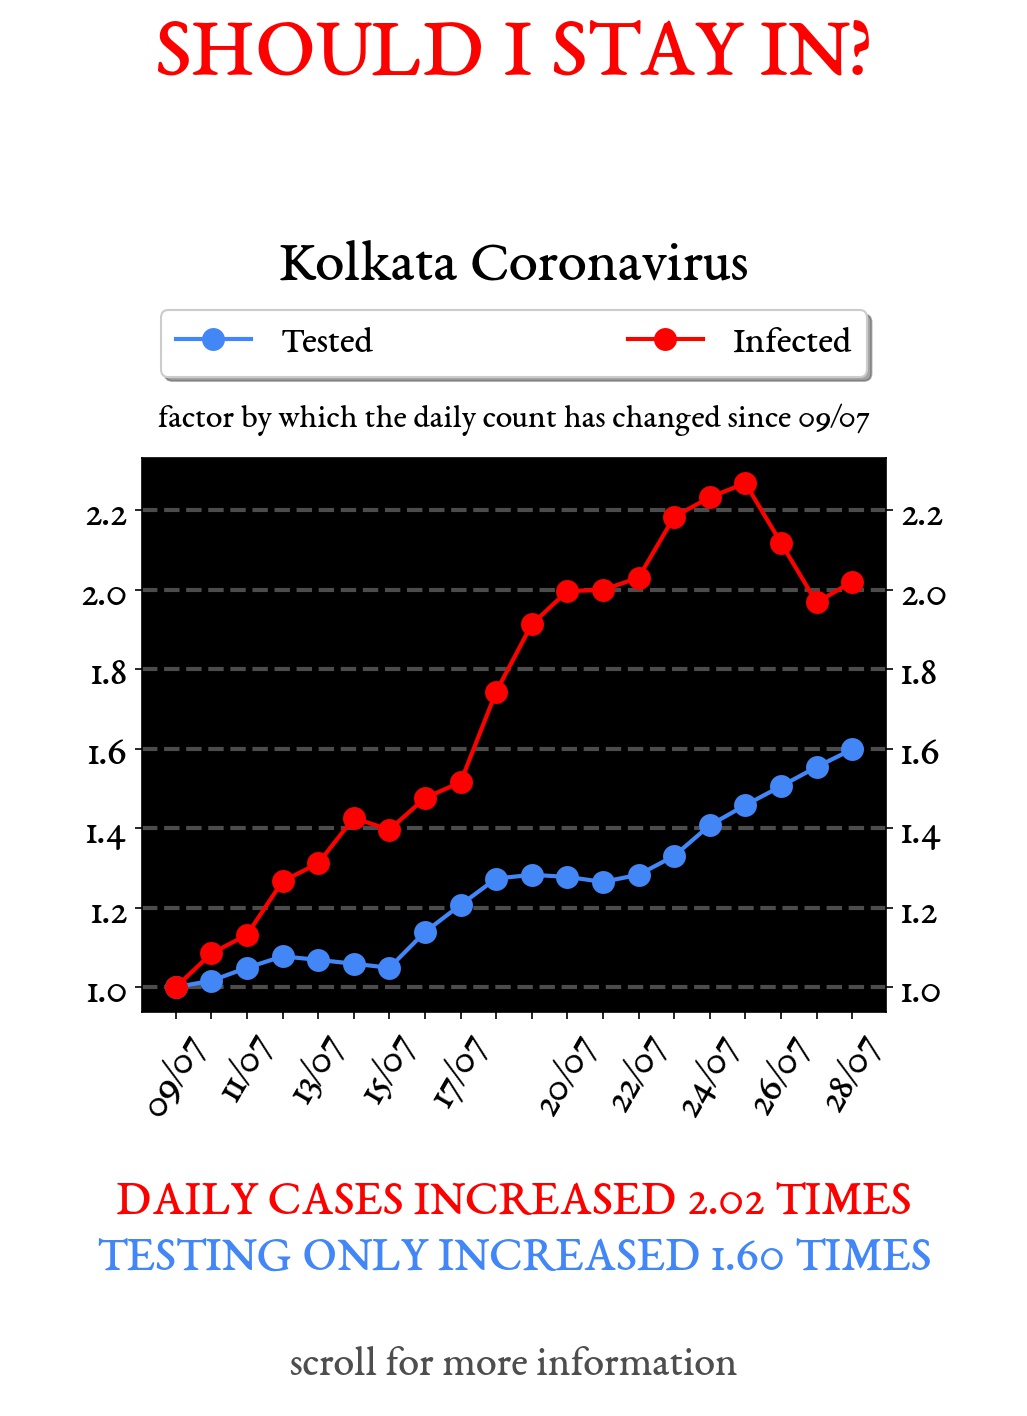 SHOULD I STAY IN?
Kolkata Coronavirus
Tested Infected
factor by which the daily count has changed since 09/07
2.2 2.2
2.0 2.0
1.8 1.8
1.6 1.6
1.4 1.4
1.2 1.2
1.0 1.0
09/07 11/07 13/07 15/07 17/07 20/07 22/07 24/07 26/07 28/07
DAILY CASES INCREASED 2.02 TIMES
TESTING ONLY INCREASED 1.60 TIMES
scroll for more information